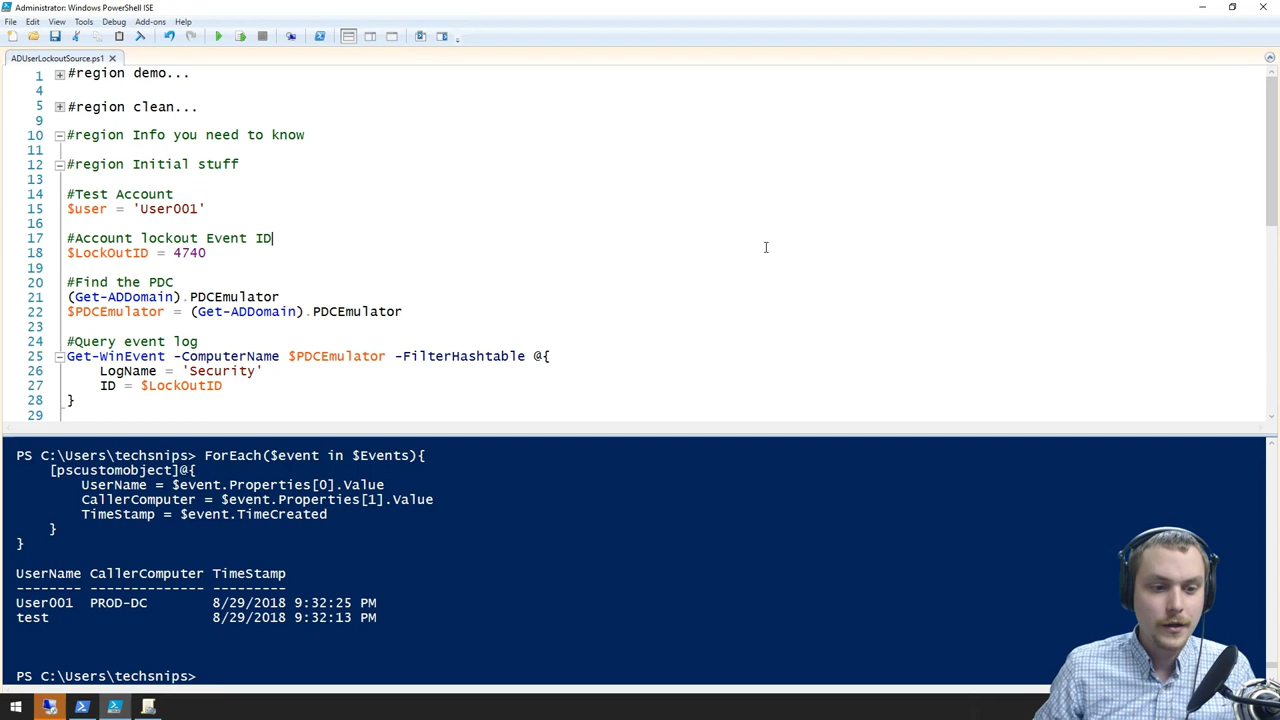 Administrator: Windows PowerShell ISE
File Edit View Tools Debug Add-ons Help
ADUserLockoutSource.ps1
1 #region demo...
4
5 #region clean...
9
10 #region Info you need to know
11
12 #region Initial stuff
13
14 #Test Account
15 $user = 'User001'
16
17 #Account lockout Event ID
18 $LockOutID = 4740
19
20 #Find the PDC
21 (Get-ADDomain).PDCEmulator
22 $PDCEmulator = (Get-ADDomain).PDCEmulator
23
24 #Query event log
25 Get-WinEvent -ComputerName $PDCEmulator -FilterHashtable @{
26 LogName = 'Security'
27 ID = $LockOutID
28 }
29
PS C:\Users\techsnips> ForEach($event in $Events){
[pscustomobject]@{
UserName = $event.Properties[0].Value
CallerComputer = $event.Properties[1].Value
TimeStamp = $event.TimeCreated
}
}
UserName CallerComputer TimeStamp
-------- -------------- ---------
User001 PROD-DC 8/29/2018 9:32:25 PM
test 8/29/2018 9:32:13 PM
PS C:\Users\techsnips>